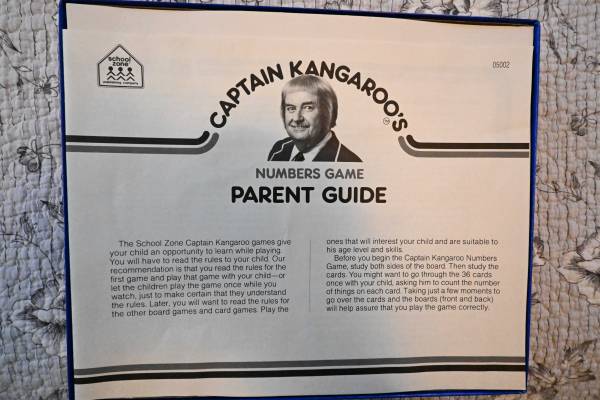 school
zone
05002
CAPTAIN KANGAROO'S
NUMBERS GAME
PARENT GUIDE
The School Zone Captain Kangaroo games give
your child an opportunity to learn while playing.
You will have to read the rules to your child. Our
recommendation is that you read the rules for the
first game and play that game with your child—or
let the children play the game once while you
watch, just to make certain that they understand
the rules. Later, you will want to read the rules for
the other board games and card games. Play the
ones that will interest your child and are suitable to
his age level and skills.
Before you begin the Captain Kangaroo Numbers
Game, study both sides of the board. Then study the
cards. You might want to go through the 36 cards
once with your child, asking him to count the number
of things on each card. Taking just a few moments to
go over the cards and the boards (front and back)
will help assure that you play the game correctly.